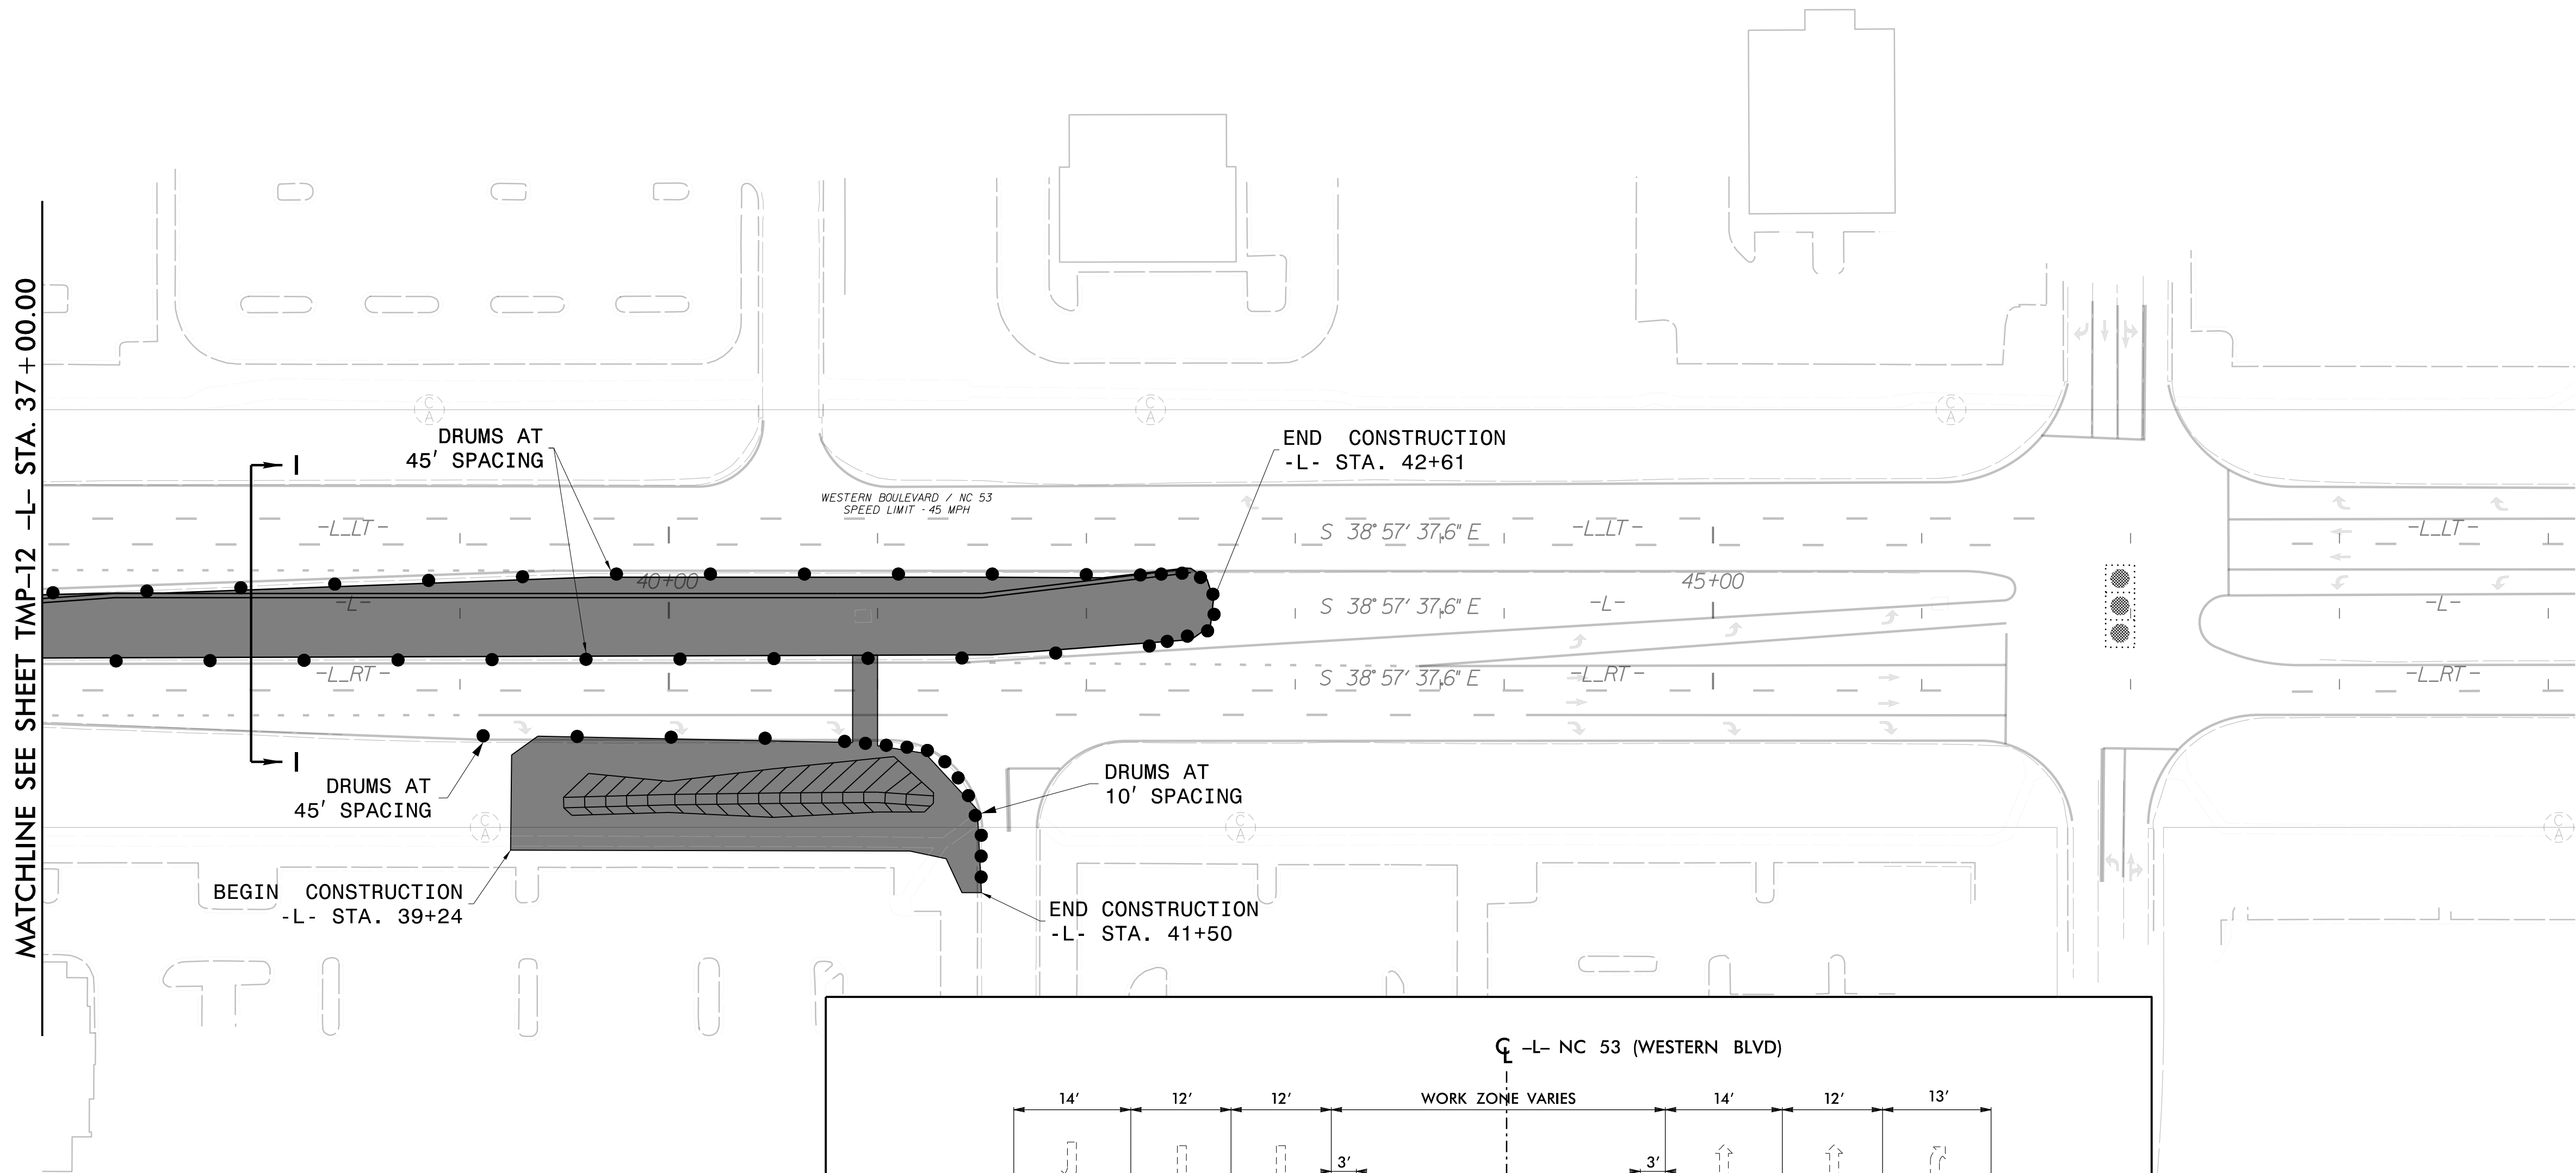 MATCHLINE SEE SHEET TMP-12 -L- STA. 37+00.00
C
A
C
A
C
A
DRUMS AT
45' SPACING
END CONSTRUCTION
-L- STA. 42+61
I
WESTERN BOULEVARD / NC 53
SPEED LIMIT - 45 MPH
-L_LT-
S 38° 57' 37.6" E
-L_LT-
-L_LT-
40+00
45+00
-L-
S 38° 57' 37.6" E
-L-
-L-
-L_RT-
S 38° 57' 37.6" E
-L_RT-
-L_RT-
I
DRUMS AT
45' SPACING
DRUMS AT
10' SPACING
C
A
C
A
C
A
BEGIN CONSTRUCTION
-L- STA. 39+24
END CONSTRUCTION
-L- STA. 41+50
℄ -L- NC 53 (WESTERN BLVD)
14' 12' 12' WORK ZONE VARIES 14' 12' 13'
3' 3'